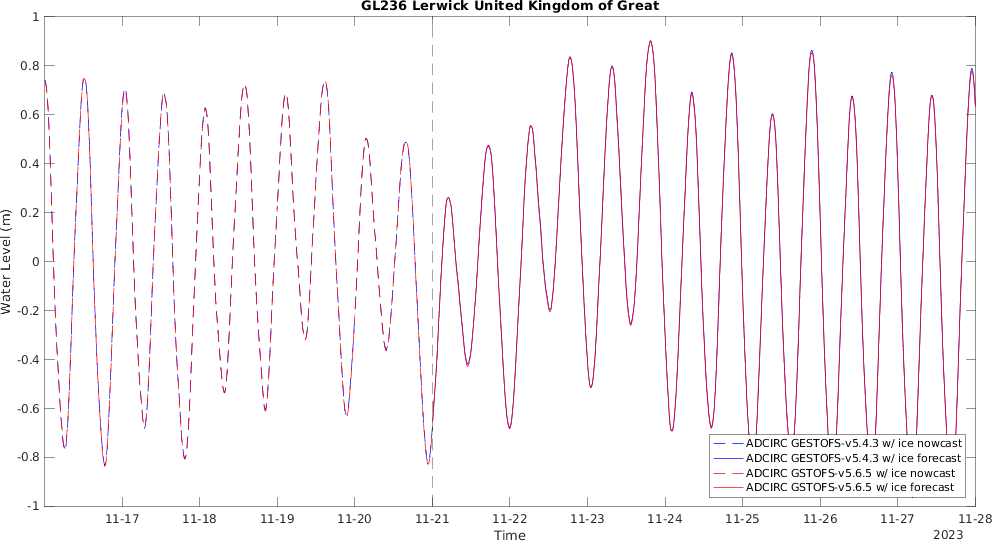 GL236 Lerwick United Kingdom of Great
1
0.8
0.6
0.4
0.2
0
-0.2
-0.4
-0.6
-0.8
-1
Water Level (m)
ADCIRC GESTOFS-v5.4.3 w/ ice nowcast
ADCIRC GESTOFS-v5.4.3 w/ ice forecast
ADCIRC GSTOFS-v5.6.5 w/ ice nowcast
ADCIRC GSTOFS-v5.6.5 w/ ice forecast
11-17 11-18 11-19 11-20 11-21 11-22 11-23 11-24 11-25 11-26 11-27 11-28
Time
2023